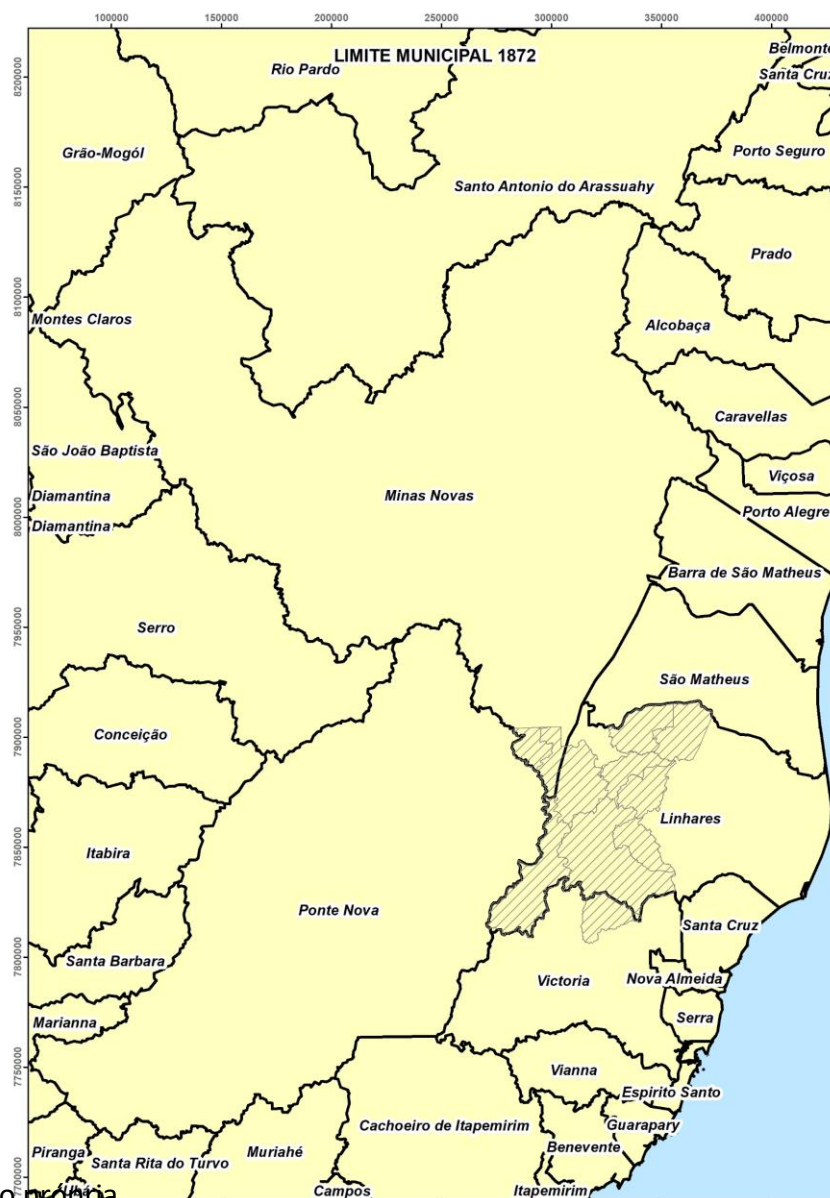 100000 150000 200000 250000 300000 350000 400000
LIMITE MUNICIPAL 1872
Belmonte
Rio Pardo
Santa Cruz
8200000
Grão-Mogól
Porto Seguro
8150000
Santo Antonio do Arassuahy
Prado
8100000
Montes Claros
Alcobaça
8050000
Caravellas
São João Baptista
Viçosa
Diamantina
Minas Novas
8000000
Porto Alegre
Diamantina
Barra de São Matheus
7950000
Serro
São Matheus
7900000
Conceição
Linhares
7850000
Itabira
Ponte Nova
Santa Cruz
7800000
Santa Barbara
Victoria
Nova Almeida
Marianna
Serra
7750000
Vianna
Espirito Santo
Cachoeiro de Itapemirim
Guarapary
Piranga
Santa Rita do Turvo
Muriahé
Benevente
7700000
Ubá
Campos
Itapemirim
o própria